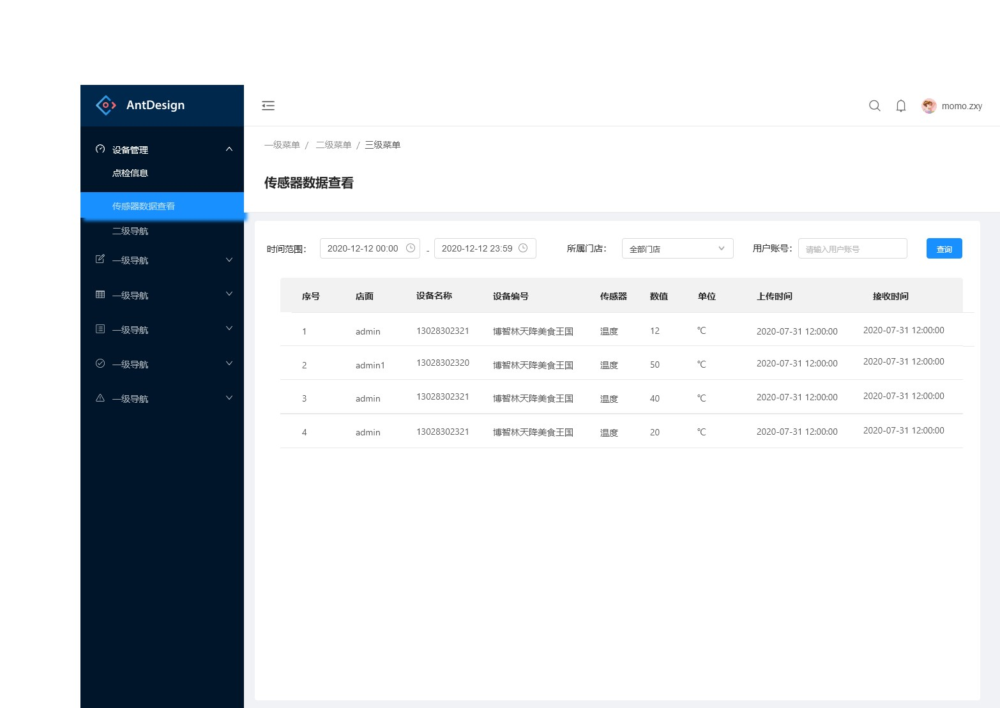 AntDesign
momo.zxy
设备管理
点检信息
传感器数据查看
二级导航
一级导航
一级导航
一级导航
一级导航
一级导航
一级菜单 / 二级菜单 / 三级菜单
传感器数据查看
时间范围： 2020-12-12 00:00 - 2020-12-12 23:59 所属门店： 全部门店 用户账号： 请输入用户账号 查询
序号 店面 设备名称 设备编号 传感器 数值 单位 上传时间 接收时间
1 admin 13028302321 博智林天降美食王国 温度 12 ℃ 2020-07-31 12:00:00 2020-07-31 12:00:00
2 admin1 13028302320 博智林天降美食王国 温度 50 ℃ 2020-07-31 12:00:00 2020-07-31 12:00:00
3 admin 13028302321 博智林天降美食王国 温度 40 ℃ 2020-07-31 12:00:00 2020-07-31 12:00:00
4 admin 13028302321 博智林天降美食王国 温度 20 ℃ 2020-07-31 12:00:00 2020-07-31 12:00:00